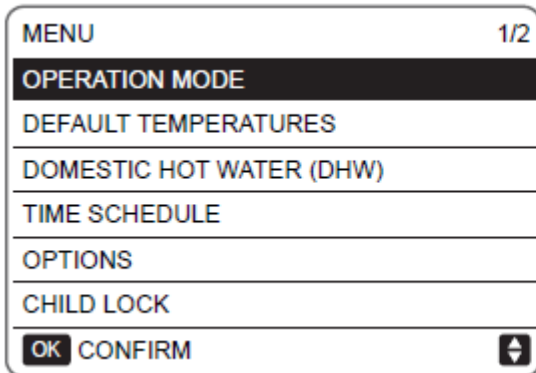 MENU 1/2
OPERATION MODE
DEFAULT TEMPERATURES
DOMESTIC HOT WATER (DHW)
TIME SCHEDULE
OPTIONS
CHILD LOCK
OK CONFIRM